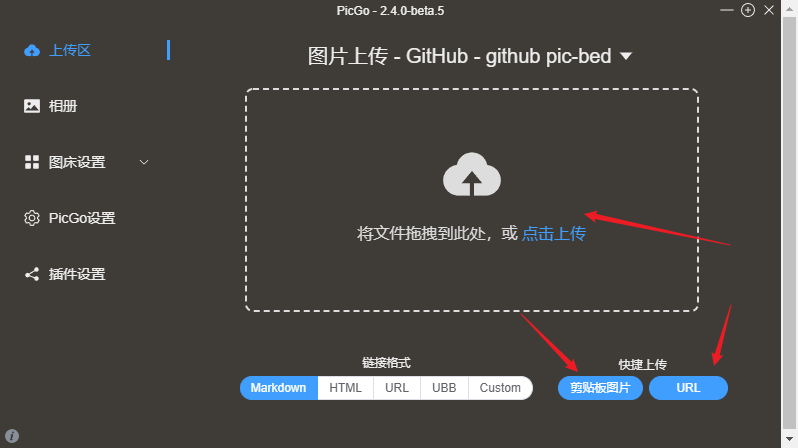 PicGo - 2.4.0-beta.5
上传区
相册
图床设置
PicGo设置
插件设置
图片上传 - GitHub - github pic-bed
将文件拖拽到此处，或 点击上传
链接格式
Markdown HTML URL UBB Custom
快捷上传
剪贴板图片 URL
i